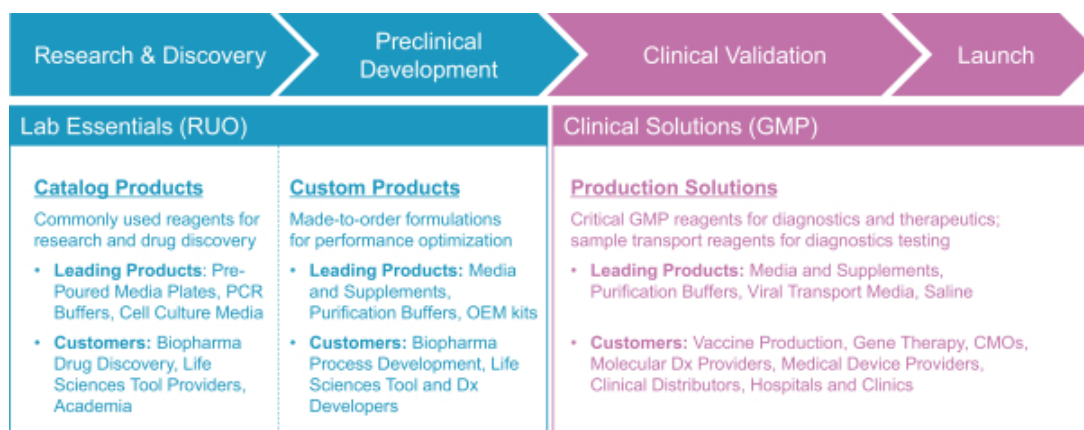 Research & Discovery
Preclinical
Development
Clinical Validation
Launch
Lab Essentials (RUO)
Catalog Products
Commonly used reagents for
research and drug discovery
• Leading Products: Pre-
Poured Media Plates, PCR
Buffers, Cell Culture Media
• Customers: Biopharma
Drug Discovery, Life
Sciences Tool Providers,
Academia
Custom Products
Made-to-order formulations
for performance optimization
• Leading Products: Media
and Supplements,
Purification Buffers, OEM kits
• Customers: Biopharma
Process Development, Life
Sciences Tool and Dx
Developers
Clinical Solutions (GMP)
Production Solutions
Critical GMP reagents for diagnostics and therapeutics;
sample transport reagents for diagnostics testing
• Leading Products: Media and Supplements,
Purification Buffers, Viral Transport Media, Saline
• Customers: Vaccine Production, Gene Therapy, CMOs,
Molecular Dx Providers, Medical Device Providers,
Clinical Distributors, Hospitals and Clinics